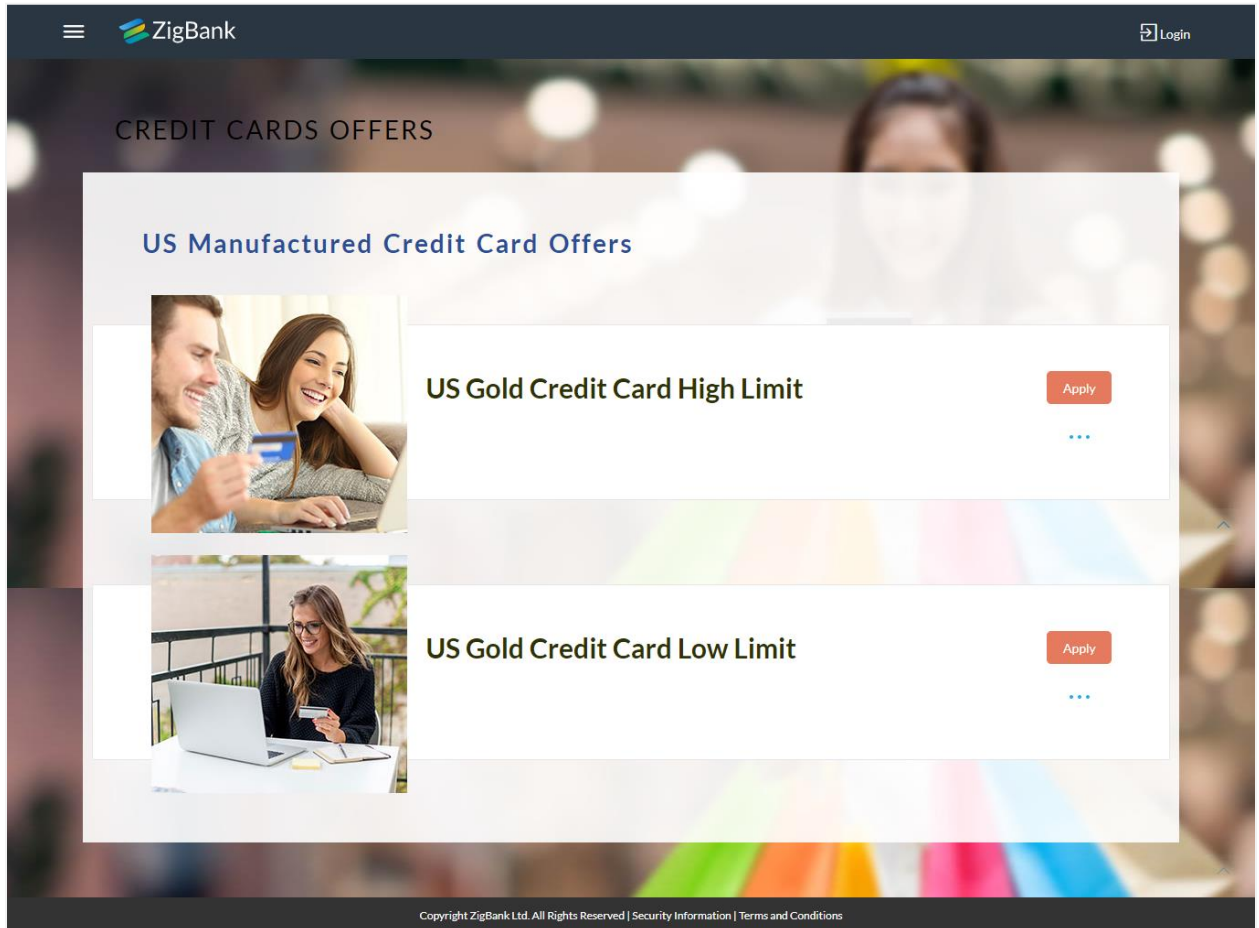 ZigBank
Login
CREDIT CARDS OFFERS
US Manufactured Credit Card Offers
US Gold Credit Card High Limit
Apply
...
US Gold Credit Card Low Limit
Apply
...
Copyright ZigBank Ltd. All Rights Reserved | Security Information | Terms and Conditions